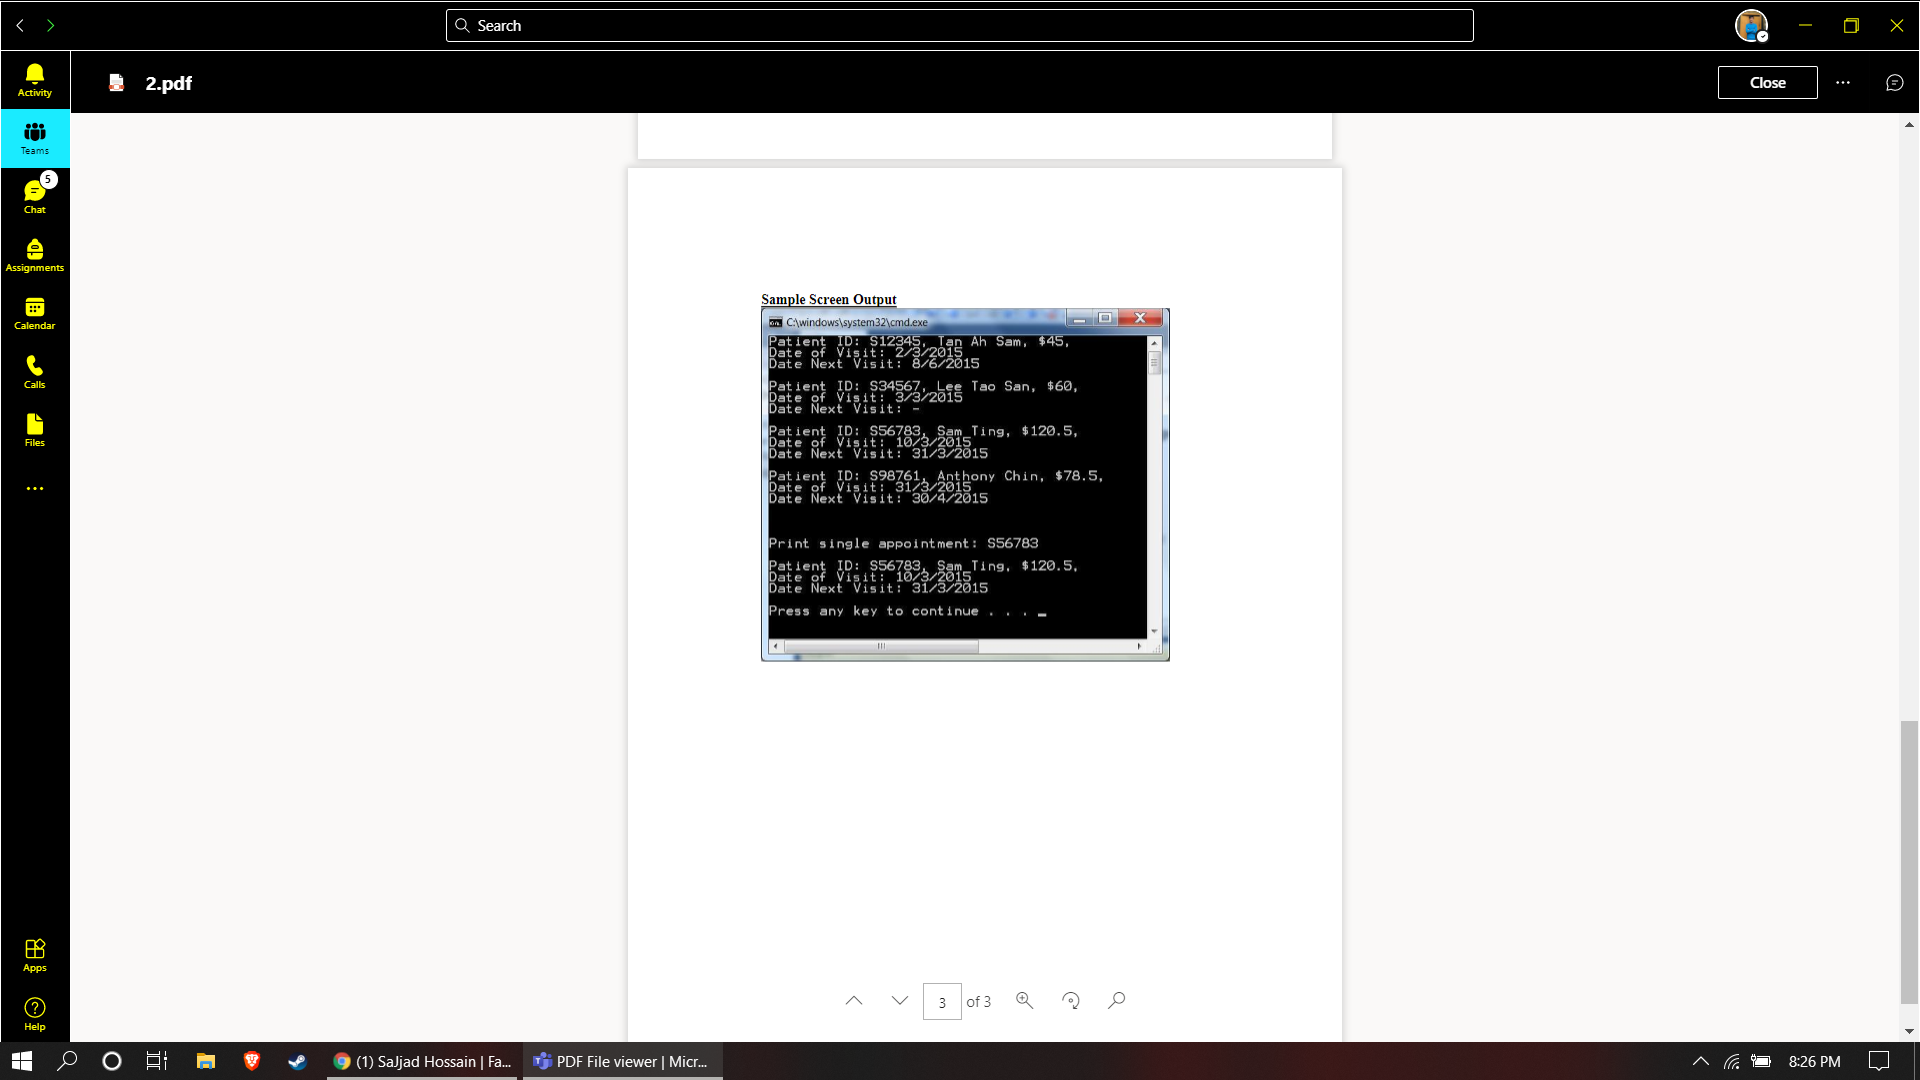 Search
2.pdf
Close
Activity
Teams
5
Chat
Assignments
Calendar
Calls
Files
Sample Screen Output
C:\windows\system32\cmd.exe
Patient ID: S12345, Tan Ah Sam, $45,
Date of Visit: 2/3/2015
Date Next Visit: 8/6/2015
Patient ID: S34567, Lee Tao San, $60,
Date of Visit: 3/3/2015
Date Next Visit: -
Patient ID: S56783, Sam Ting, $120.5,
Date of Visit: 10/3/2015
Date Next Visit: 31/3/2015
Patient ID: S98761, Anthony Chin, $78.5,
Date of Visit: 31/3/2015
Date Next Visit: 30/4/2015
Print single appointment: S56783
Patient ID: S56783, Sam Ting, $120.5,
Date of Visit: 10/3/2015
Date Next Visit: 31/3/2015
Press any key to continue . . . _
Apps
Help
3 of 3
(1) SaJjad Hossain | Fa...
PDF File viewer | Micr...
8:26 PM